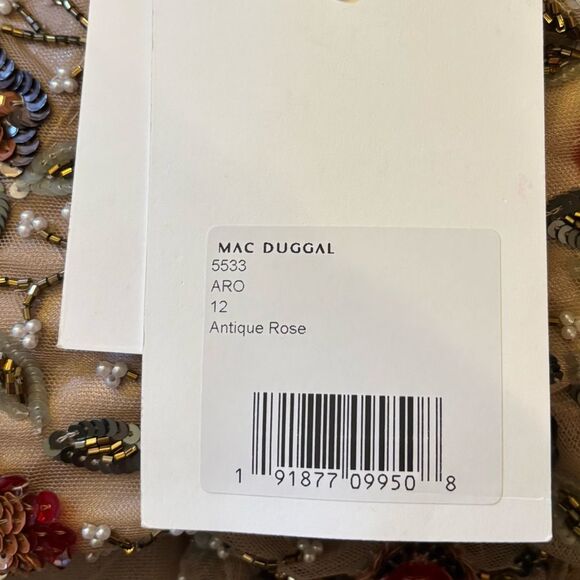 MAC DUGGAL
5533
ARO
12
Antique Rose
1 91877 09950 8